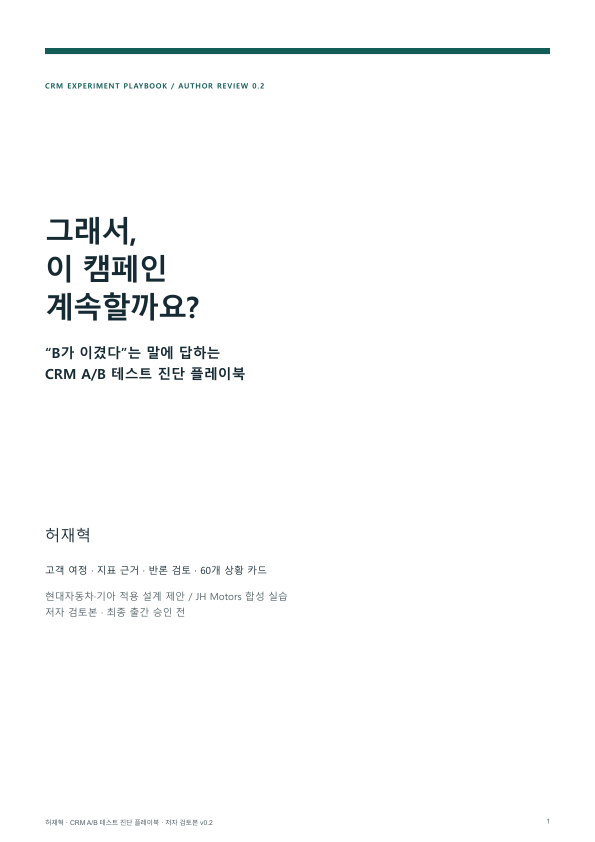 CRM EXPERIMENT PLAYBOOK / AUTHOR REVIEW 0.2
그래서,
이 캠페인
계속할까요?
“B가 이겼다”는 말에 답하는
CRM A/B 테스트 진단 플레이북
허재혁
고객 여정 · 지표 근거 · 반론 검토 · 60개 상황 카드
현대자동차·기아 적용 설계 제안 / JH Motors 합성 실습
저자 검토본 · 최종 출간 승인 전
허재혁 · CRM A/B 테스트 진단 플레이북 · 저자 검토본 v0.2
1